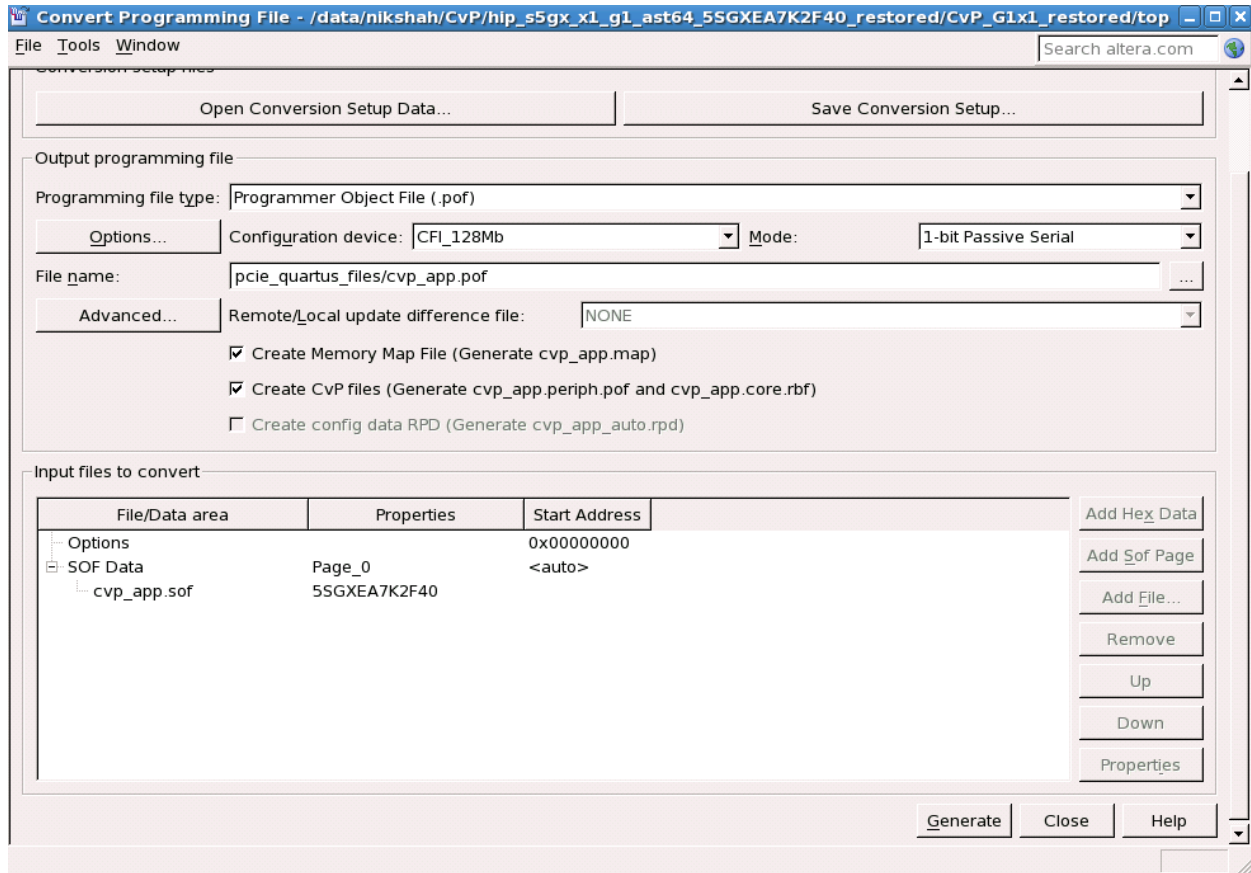 Convert Programming File - /data/nikshah/CvP/hip_s5gx_x1_g1_ast64_5SGXEA7K2F40_restored/CvP_G1x1_restored/top
File Tools Window
Search altera.com
Conversion setup files
Open Conversion Setup Data...
Save Conversion Setup...
Output programming file
Programming file type: Programmer Object File (.pof)
Options... Configuration device: CFI_128Mb Mode: 1-bit Passive Serial
File name: pcie_quartus_files/cvp_app.pof ...
Advanced... Remote/Local update difference file: NONE
Create Memory Map File (Generate cvp_app.map)
Create CvP files (Generate cvp_app.periph.pof and cvp_app.core.rbf)
Create config data RPD (Generate cvp_app_auto.rpd)
Input files to convert
File/Data area Properties Start Address
Options 0x00000000
SOF Data Page_0 <auto>
cvp_app.sof 5SGXEA7K2F40
Add Hex Data
Add Sof Page
Add File...
Remove
Up
Down
Properties
Generate Close Help